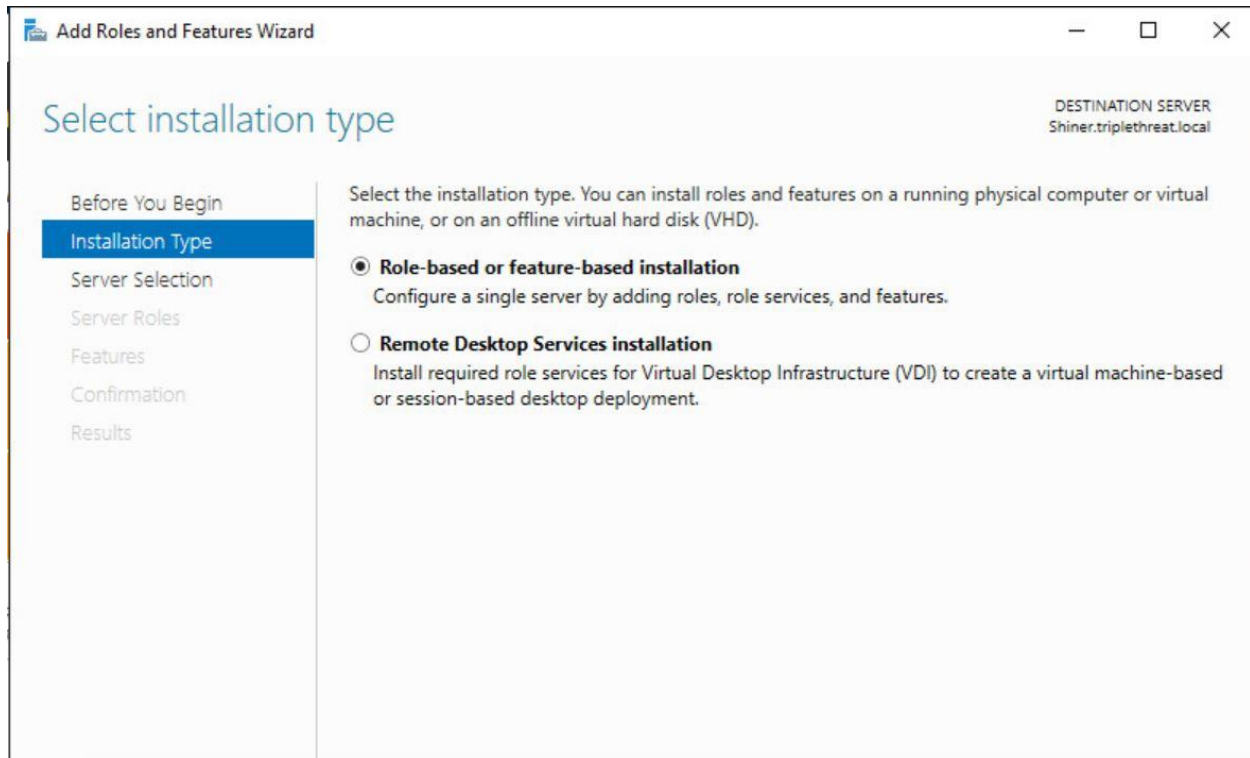 Add Roles and Features Wizard
Select installation type
DESTINATION SERVER
Shiner.triplethreat.local
Before You Begin
Installation Type
Server Selection
Server Roles
Features
Confirmation
Results
Select the installation type. You can install roles and features on a running physical computer or virtual
machine, or on an offline virtual hard disk (VHD).
Role-based or feature-based installation
Configure a single server by adding roles, role services, and features.
Remote Desktop Services installation
Install required role services for Virtual Desktop Infrastructure (VDI) to create a virtual machine-based
or session-based desktop deployment.